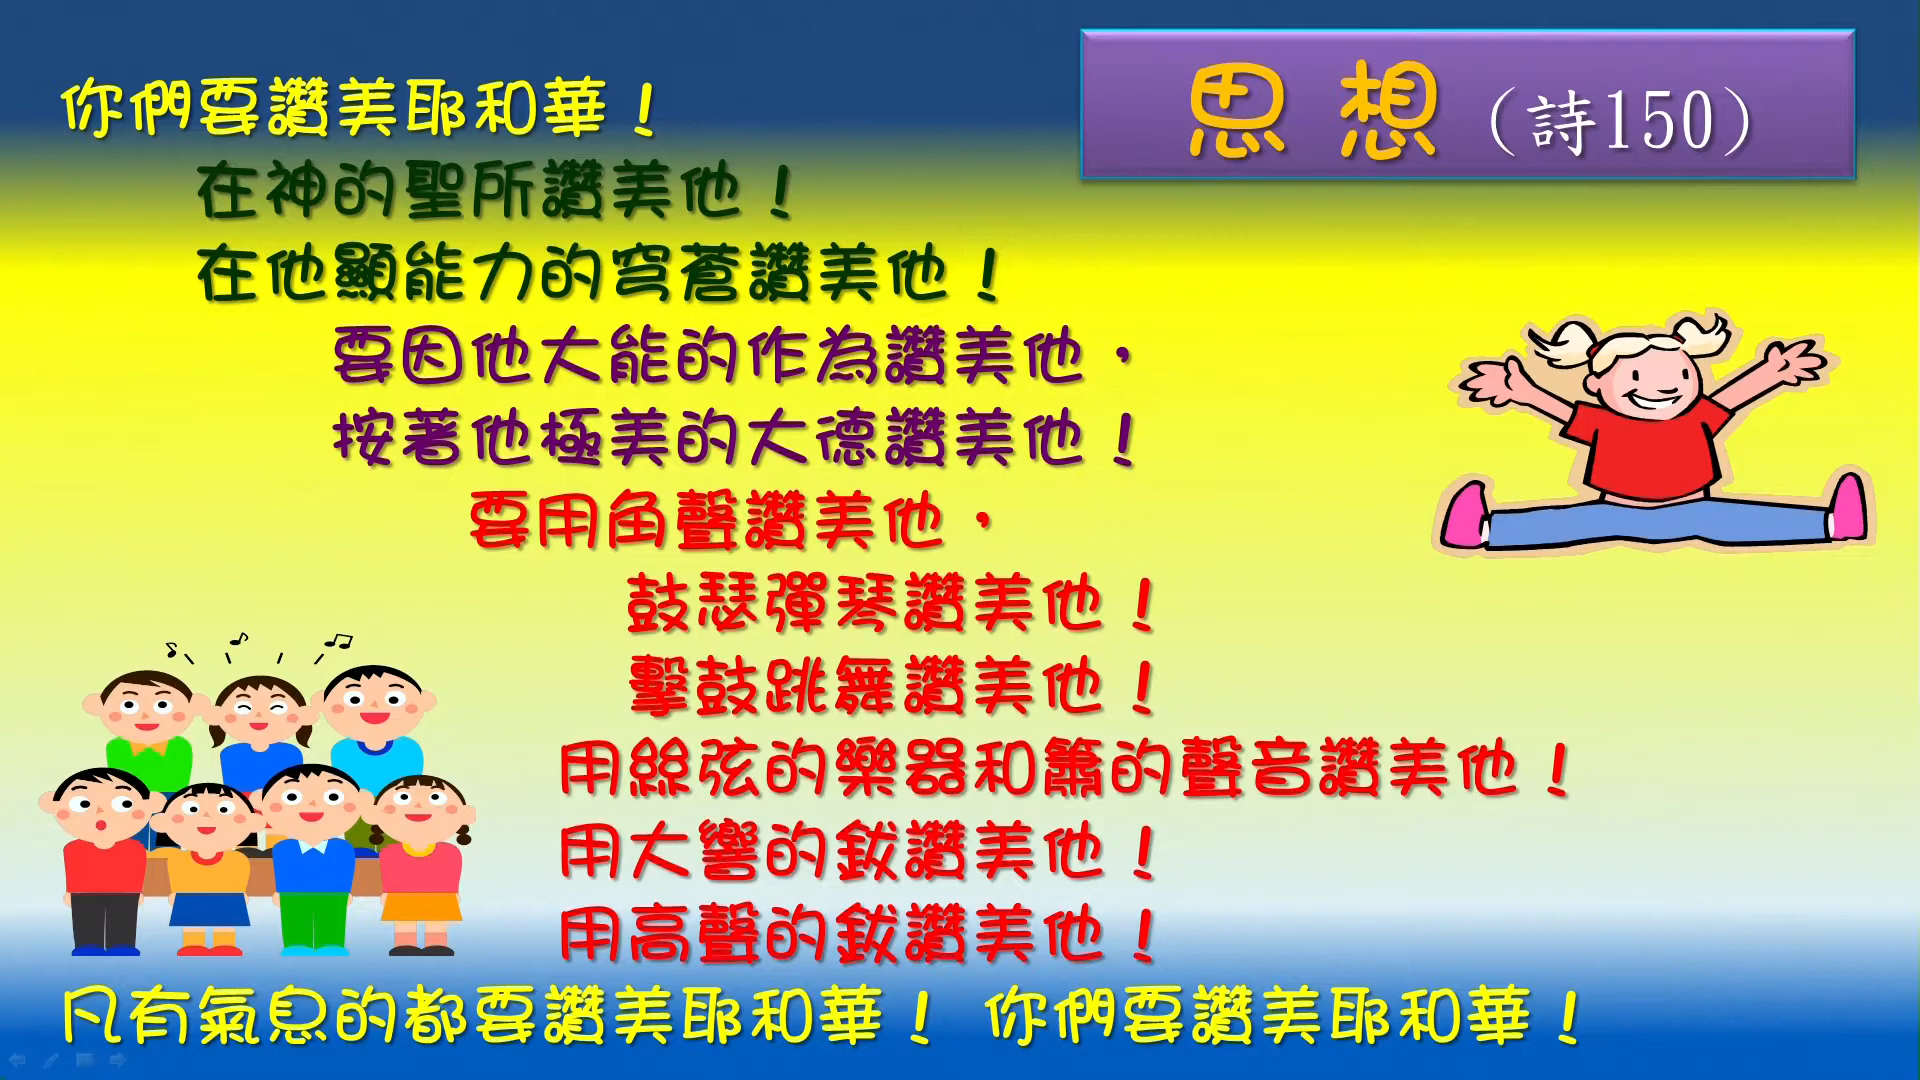 思 想（詩150）
你們要讚美耶和華！
在神的聖所讚美他！
在他顯能力的穹蒼讚美他！
要因他大能的作為讚美他，
按著他極美的大德讚美他！
要用角聲讚美他，
鼓瑟彈琴讚美他！
擊鼓跳舞讚美他！
用絲弦的樂器和簫的聲音讚美他！
用大響的鈸讚美他！
用高聲的鈸讚美他！
凡有氣息的都要讚美耶和華！ 你們要讚美耶和華！